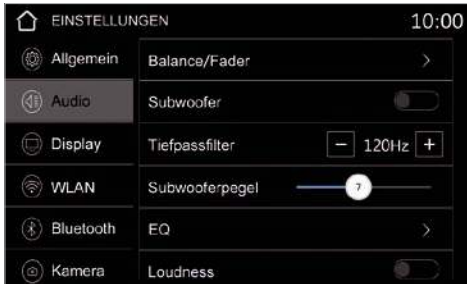 EINSTELLUNGEN 10:00
Allgemein
Audio
Display
WLAN
Bluetooth
Kamera
Balance/Fader
Subwoofer
Tiefpassfilter − 120Hz +
Subwooferpegel 7
EQ
Loudness